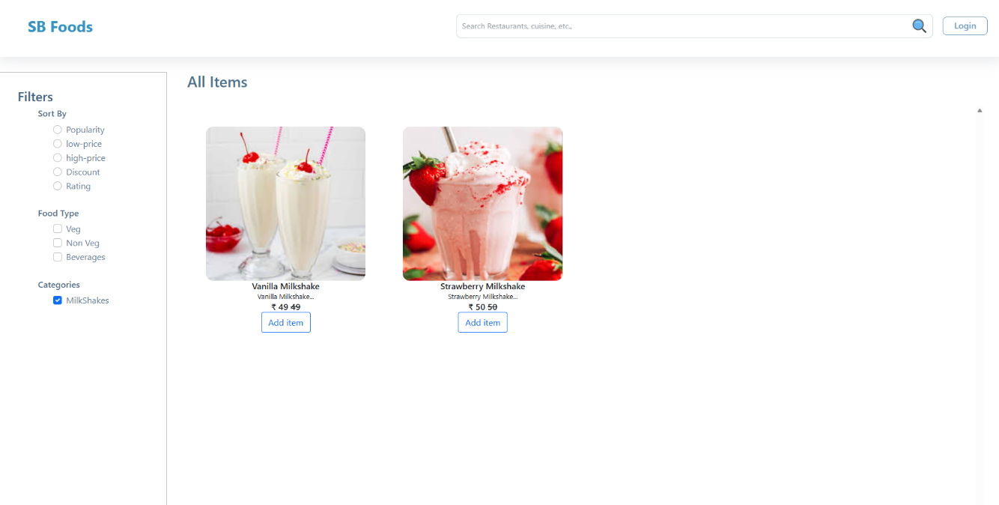 SB Foods
Search Restaurants, cuisine, etc.,
Login
Filters
Sort By
Popularity
low-price
high-price
Discount
Rating
Food Type
Veg
Non Veg
Beverages
Categories
MilkShakes
All Items
Vanilla Milkshake
Vanilla Milkshake...
₹ 49 49
Add item
Strawberry Milkshake
Strawberry Milkshake...
₹ 50 50
Add item